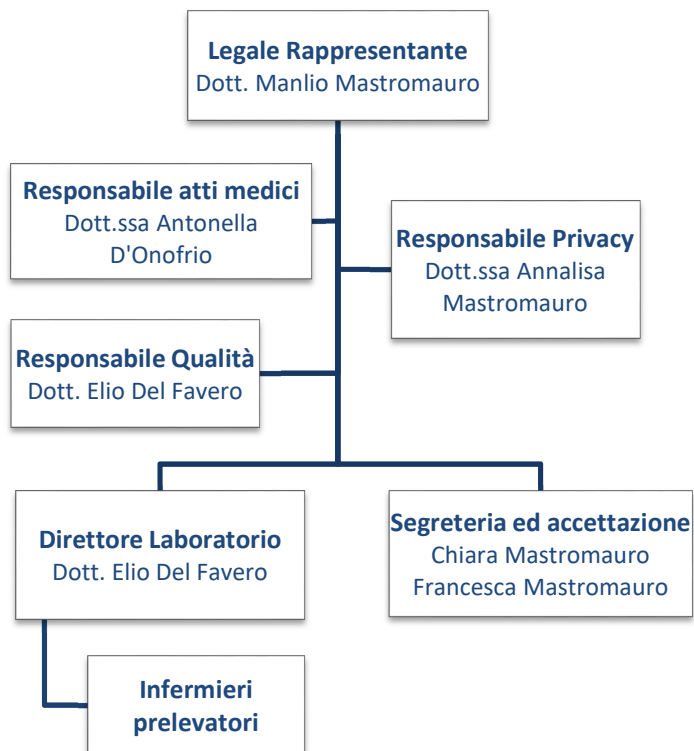 Legale Rappresentante
Dott. Manlio Mastromauro
Responsabile atti medici
Dott.ssa Antonella
D'Onofrio
Responsabile Privacy
Dott.ssa Annalisa
Mastromauro
Responsabile Qualità
Dott. Elio Del Favero
Direttore Laboratorio
Dott. Elio Del Favero
Segreteria ed accettazione
Chiara Mastromauro
Francesca Mastromauro
Infermieri
prelevatori